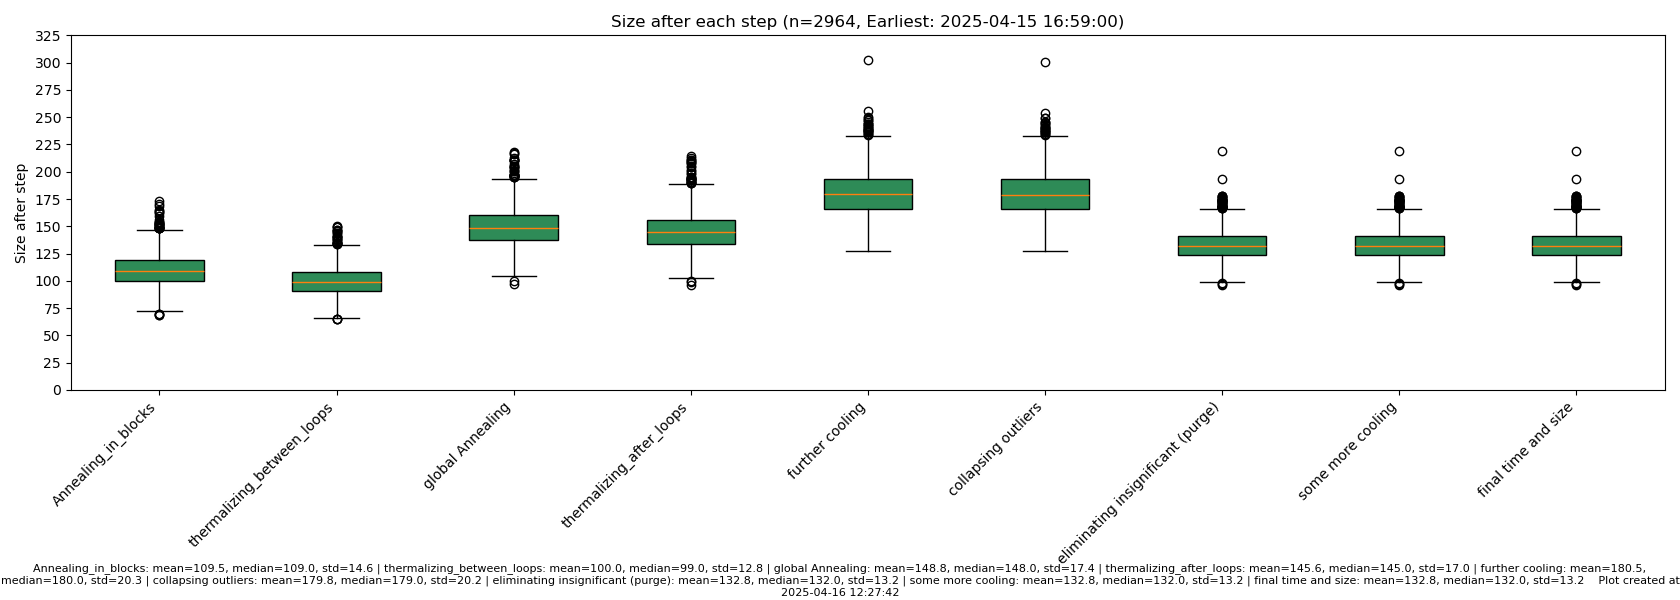 Size after each step (n=2964, Earliest: 2025-04-15 16:59:00)
325
300
275
250
225
200
175
150
125
100
75
50
25
0
Size after step
Annealing_in_blocks
thermalizing_between_loops
global Annealing
thermalizing_after_loops
further cooling
collapsing outliers
eliminating insignificant (purge)
some more cooling
final time and size
Annealing_in_blocks: mean=109.5, median=109.0, std=14.6 | thermalizing_between_loops: mean=100.0, median=99.0, std=12.8 | global Annealing: mean=148.8, median=148.0, std=17.4 | thermalizing_after_loops: mean=145.6, median=145.0, std=17.0 | further cooling: mean=180.5,
median=180.0, std=20.3 | collapsing outliers: mean=179.8, median=179.0, std=20.2 | eliminating insignificant (purge): mean=132.8, median=132.0, std=13.2 | some more cooling: mean=132.8, median=132.0, std=13.2 | final time and size: mean=132.8, median=132.0, std=13.2 Plot created at
2025-04-16 12:27:42